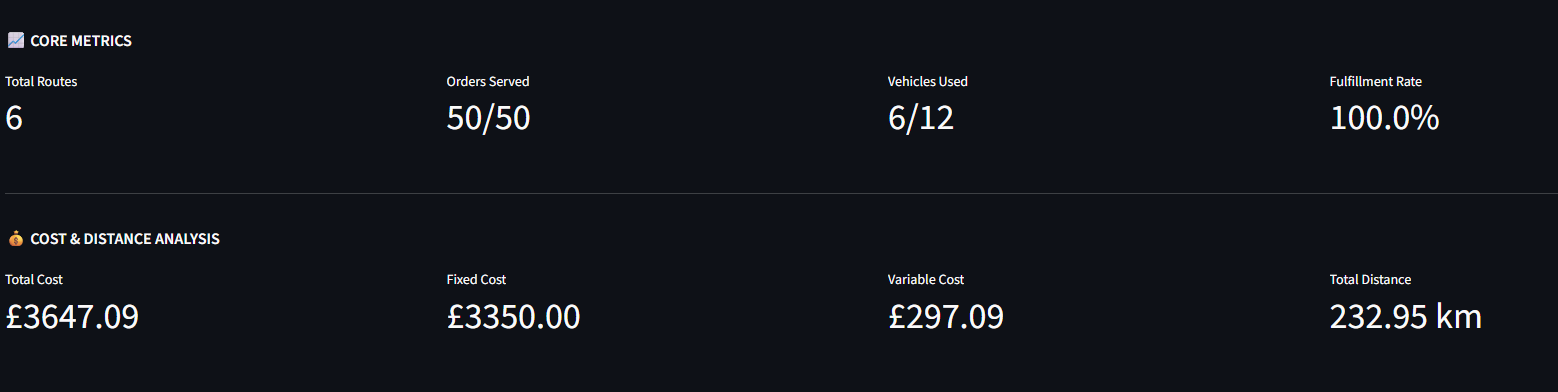 📈 CORE METRICS
Total Routes
6
Orders Served
50/50
Vehicles Used
6/12
Fulfillment Rate
100.0%
💰 COST & DISTANCE ANALYSIS
Total Cost
£3647.09
Fixed Cost
£3350.00
Variable Cost
£297.09
Total Distance
232.95 km